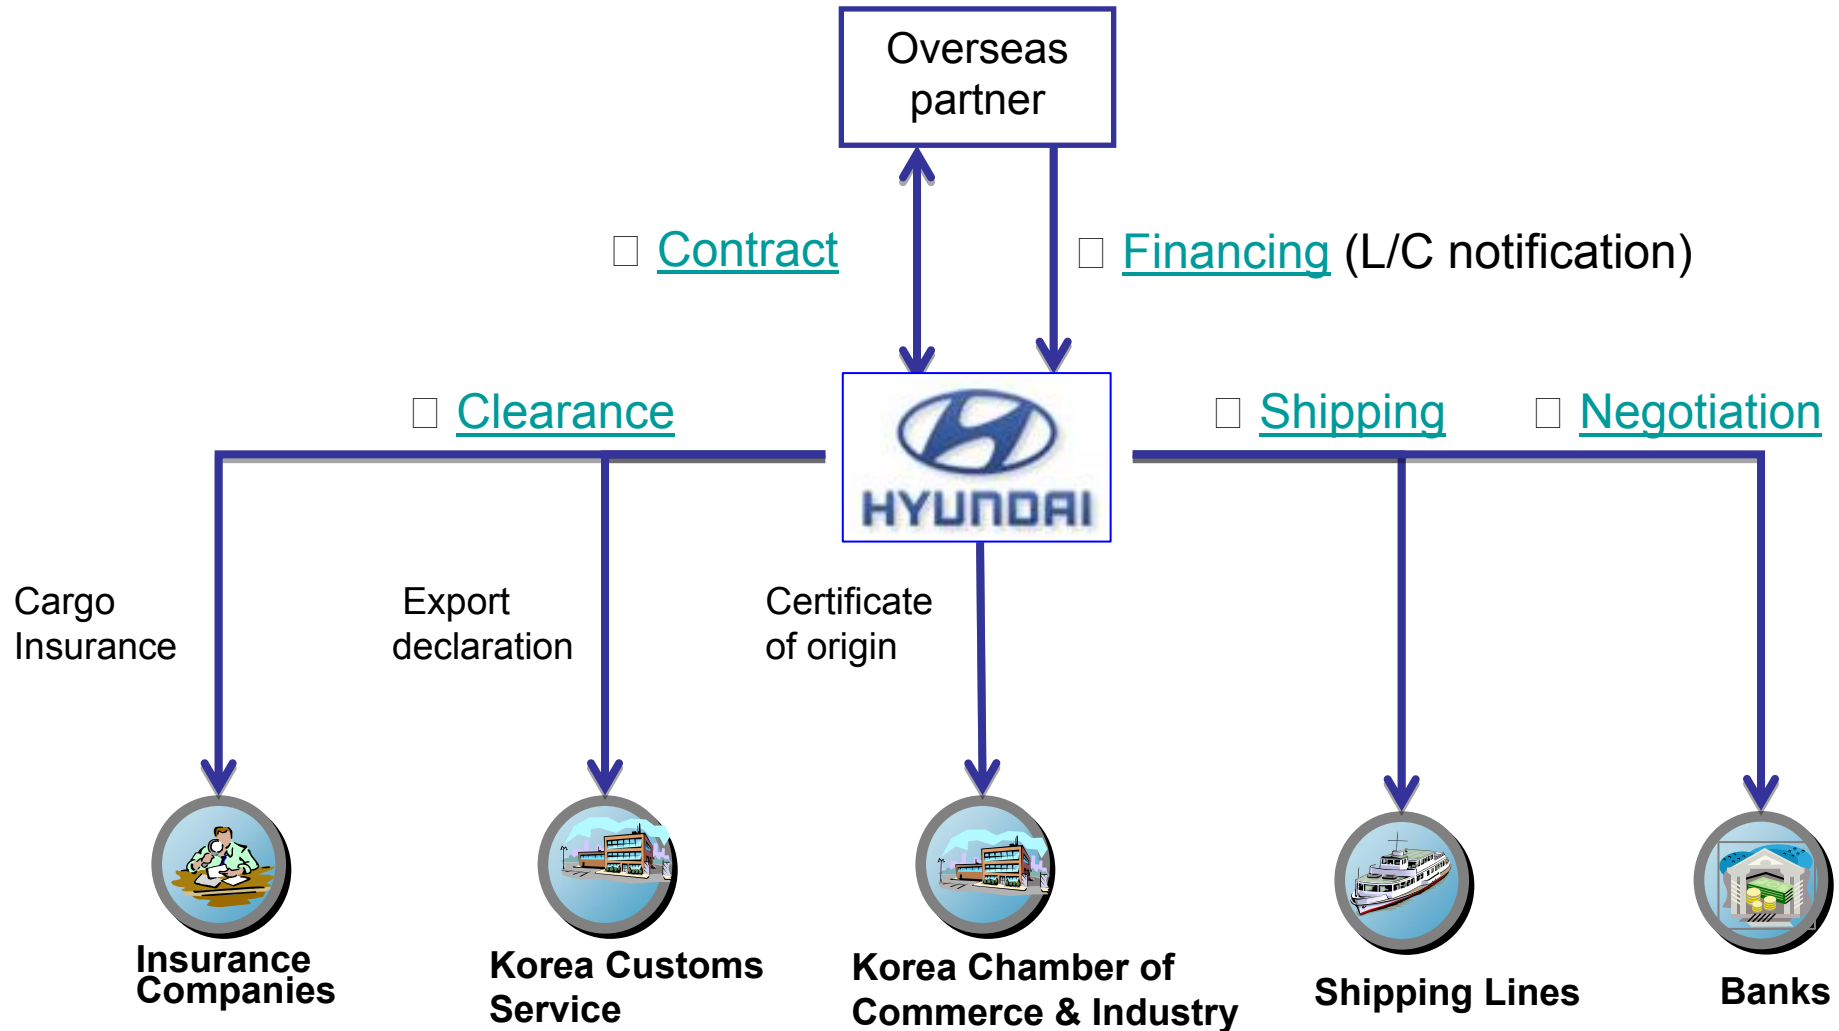 Overseas
partner
□ Contract
□ Financing (L/C notification)
□ Clearance
□ Shipping
□ Negotiation
HYUNDAI
Cargo
Insurance
Export
declaration
Certificate
of origin
Insurance
Companies
Korea Customs
Service
Korea Chamber of
Commerce & Industry
Shipping Lines
Banks